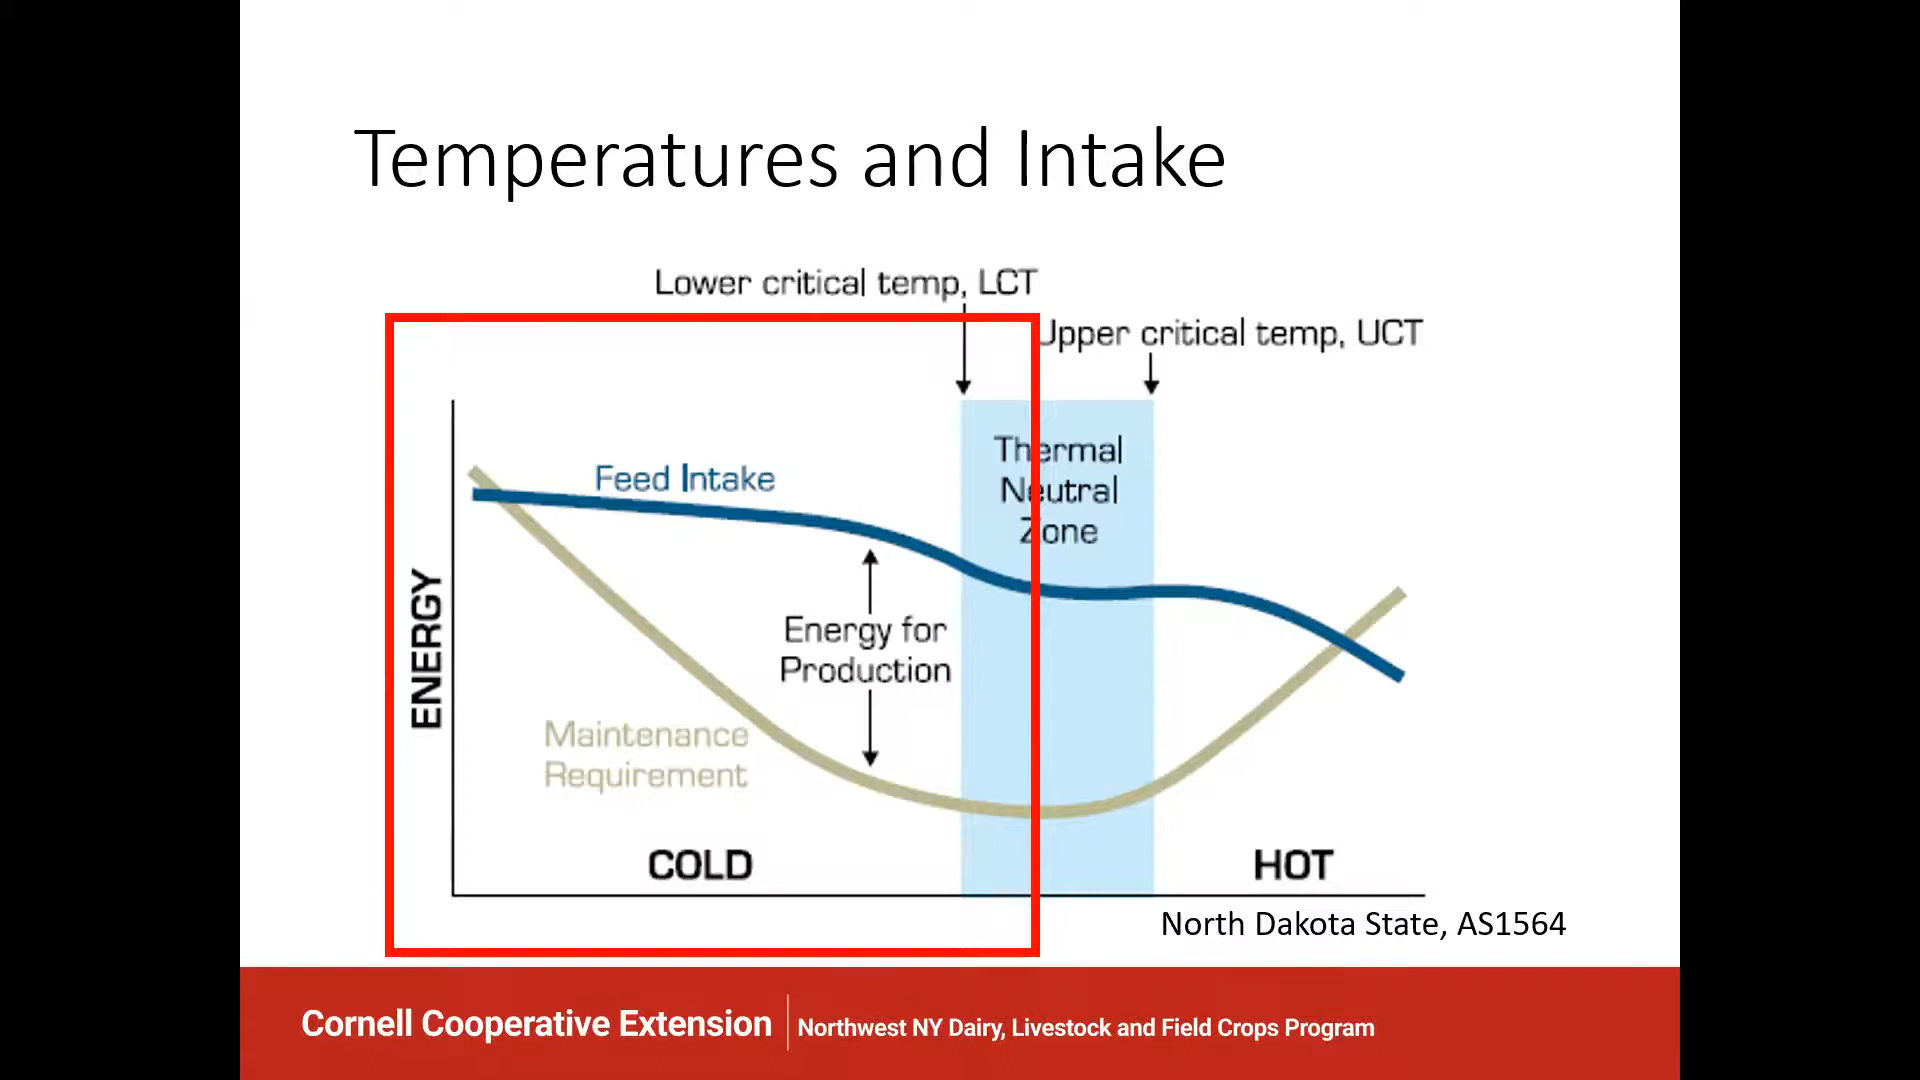 Temperatures and Intake
Lower critical temp, LCT
Upper critical temp, UCT
Thermal
Neutral
Zone
Feed Intake
Energy for
Production
ENERGY
Maintenance
Requirement
COLD
HOT
North Dakota State, AS1564
Cornell Cooperative Extension
Northwest NY Dairy, Livestock and Field Crops Program